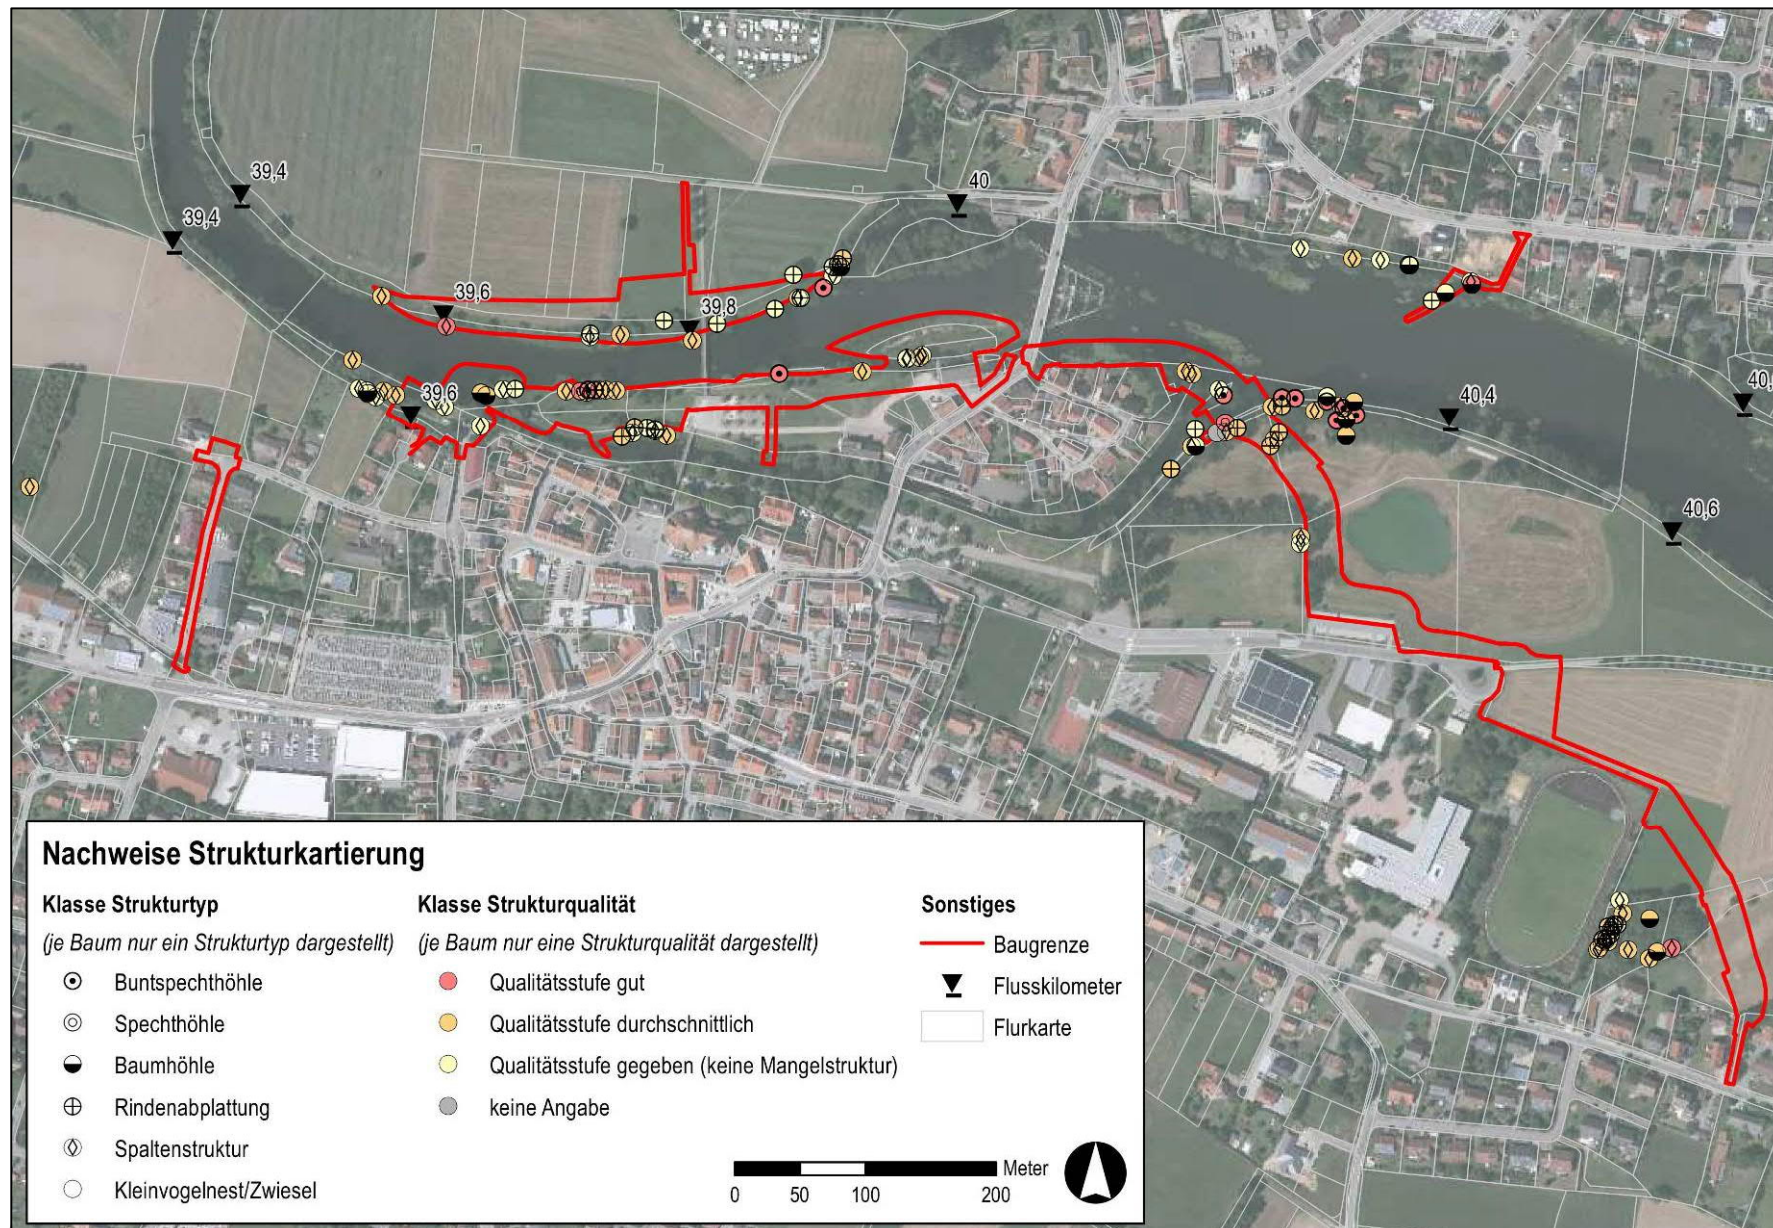 39,4
40
39,4
39,6
39,8
39,6
40,4
40,
40,6
Nachweise Strukturkartierung
Klasse Strukturtyp
(je Baum nur ein Strukturtyp dargestellt)
Buntspechthöhle
Spechthöhle
Baumhöhle
Rindenabplattung
Spaltenstruktur
Kleinvogelnest/Zwiesel
Klasse Strukturqualität
(je Baum nur eine Strukturqualität dargestellt)
Qualitätsstufe gut
Qualitätsstufe durchschnittlich
Qualitätsstufe gegeben (keine Mangelstruktur)
keine Angabe
Sonstiges
Baugrenze
Flusskilometer
Flurkarte
Meter
0 50 100 200